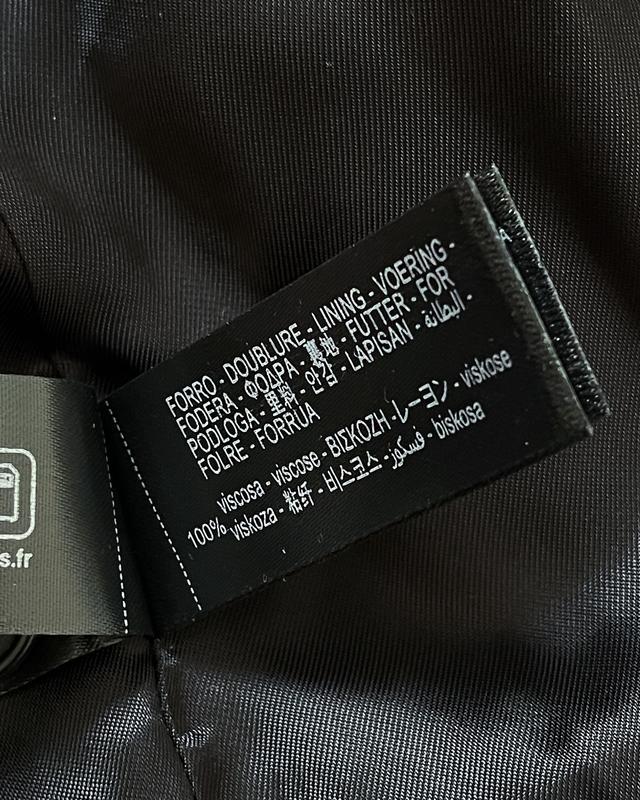 FORRO - DOUBLURE - LINING - VOERING -
FODERA - ΦΟΔΡΑ - 裏地 - FUTTER - FOR
PODLOGA - 里料 - 안감 - LAPISAN - البطانة -
FOLRE - FORRUA
viscosa - viscose - ΒΙΣΚΟΖΗ - レーヨン - viskose
100% viskoza - 粘纤 - 비스코스 - فسكوز - biskosa
s.fr